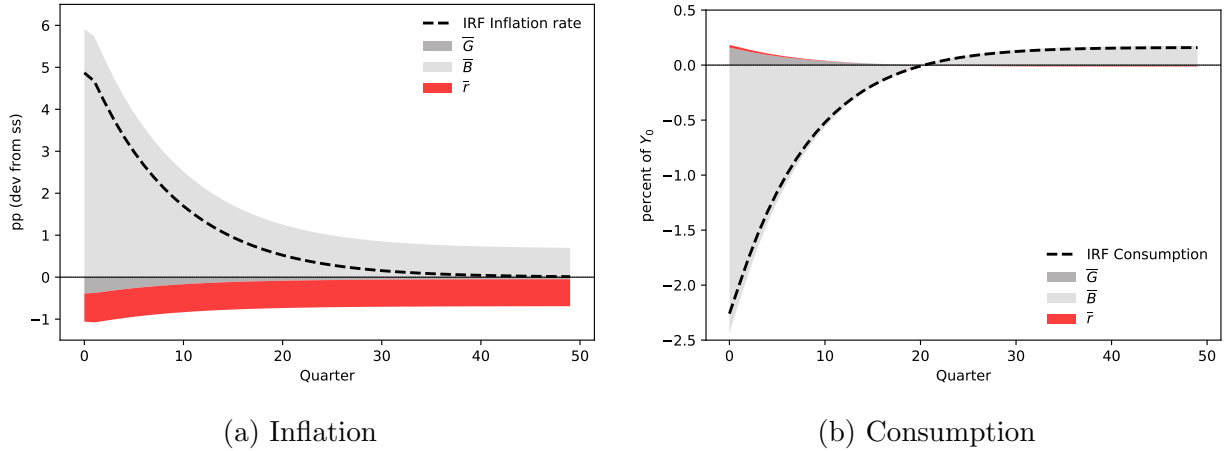 6
5
4
3
2
1
0
−1
pp (dev from ss)
0
10
20
30
40
50
Quarter
IRF Inflation rate
G̅
B̅
r̅
(a) Inflation
0.5
0.0
−0.5
−1.0
−1.5
−2.0
−2.5
percent of Y₀
0
10
20
30
40
50
Quarter
IRF Consumption
G̅
B̅
r̅
(b) Consumption